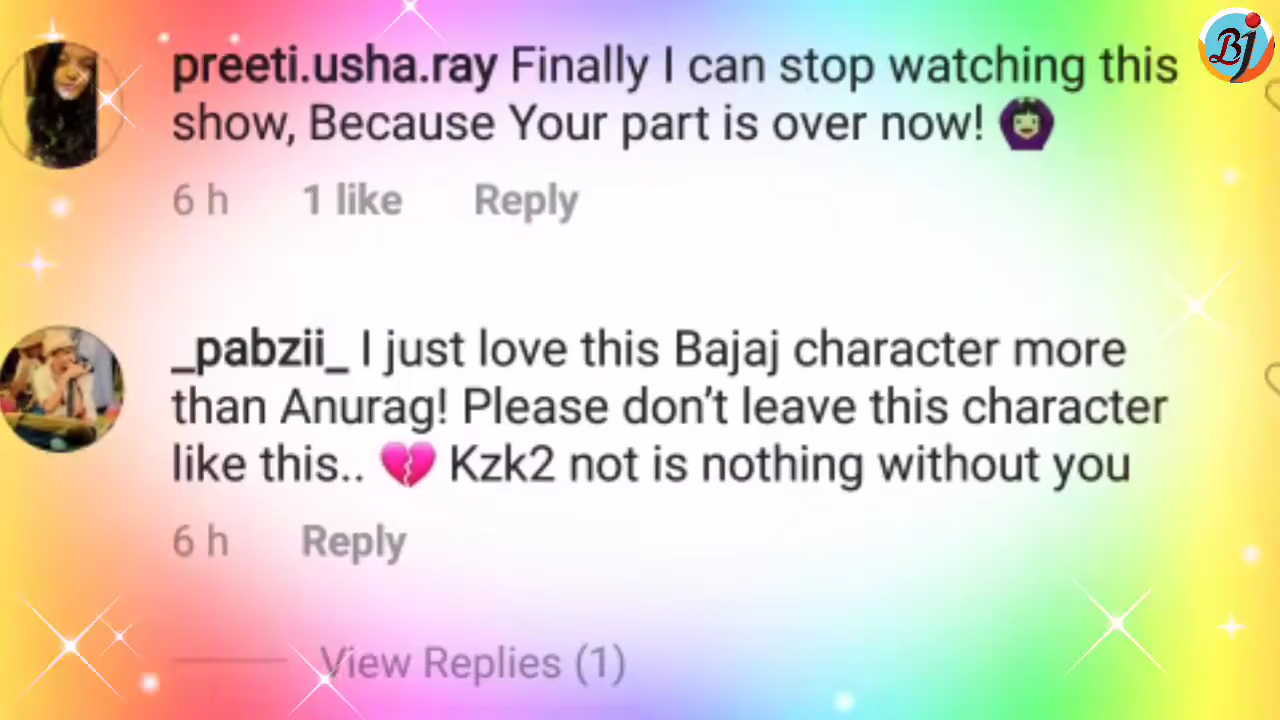 BJ
preeti.usha.ray Finally I can stop watching this
show, Because Your part is over now! 🙆🏻‍♀️
6 h 1 like Reply
_pabzii_ I just love this Bajaj character more
than Anurag! Please don't leave this character
like this.. 💔 Kzk2 not is nothing without you
6 h Reply
View Replies (1)